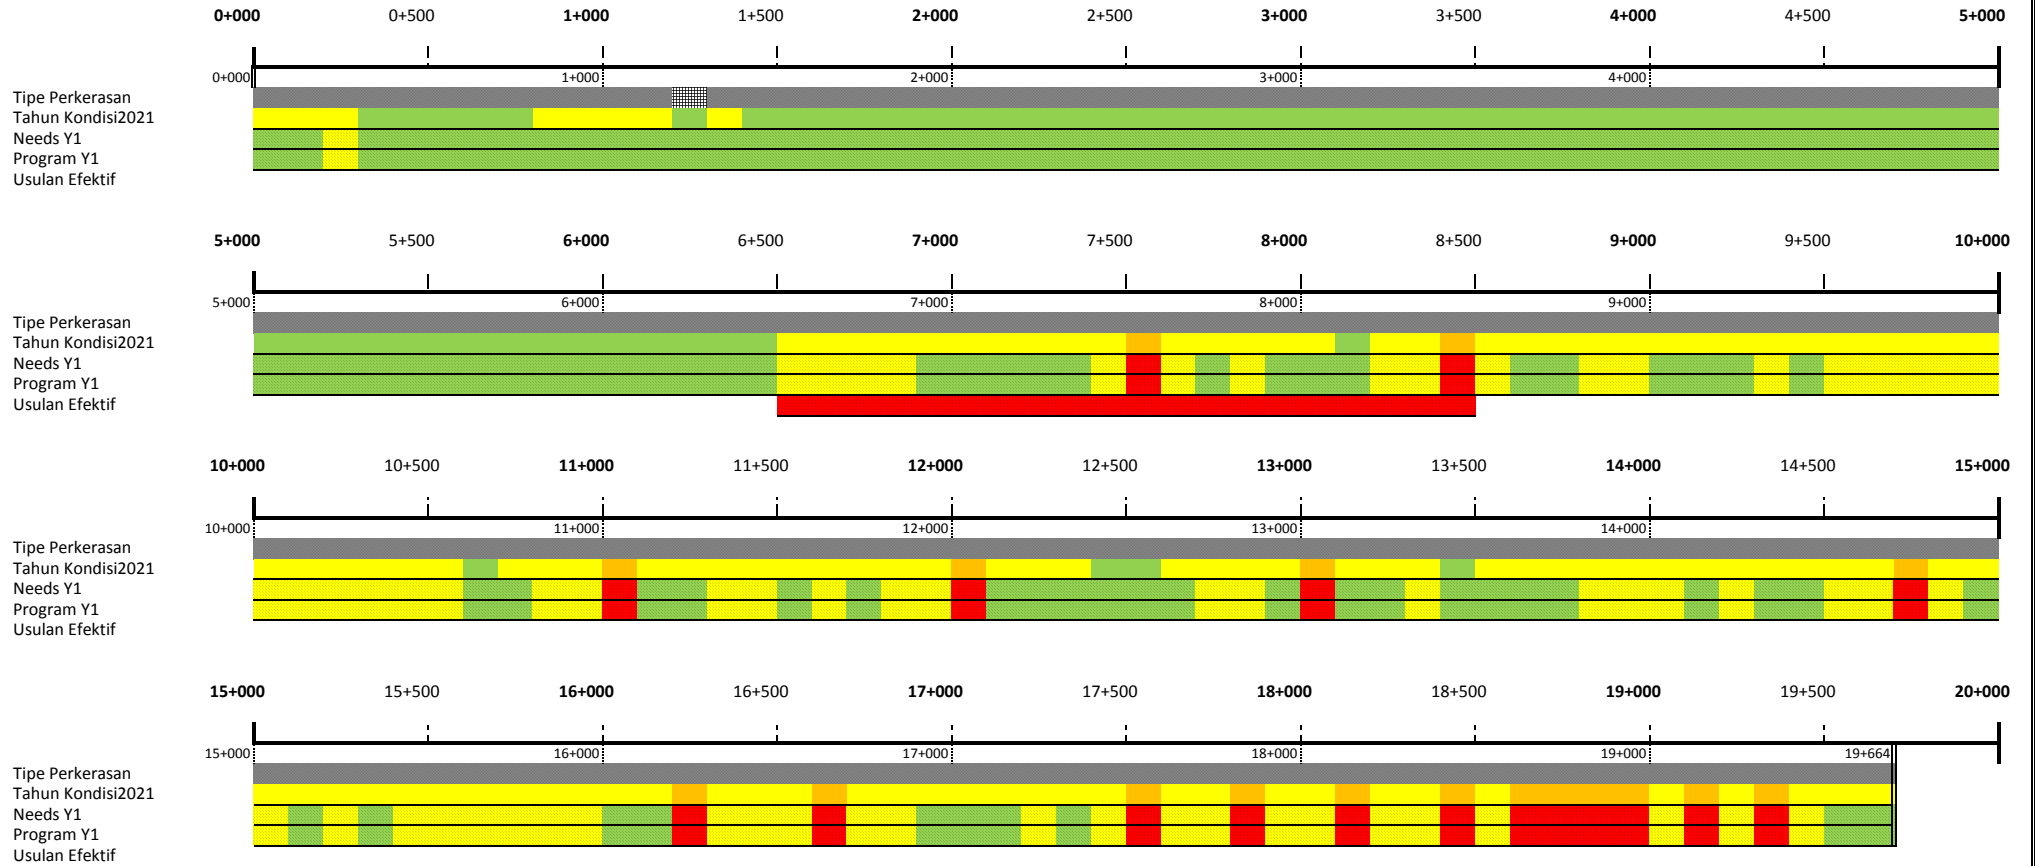 0+000 0+500 1+000 1+500 2+000 2+500 3+000 3+500 4+000 4+500 5+000
0+000 1+000 2+000 3+000 4+000
Tipe Perkerasan
Tahun Kondisi2021
Needs Y1
Program Y1
Usulan Efektif
5+000 5+500 6+000 6+500 7+000 7+500 8+000 8+500 9+000 9+500 10+000
5+000 6+000 7+000 8+000 9+000
Tipe Perkerasan
Tahun Kondisi2021
Needs Y1
Program Y1
Usulan Efektif
10+000 10+500 11+000 11+500 12+000 12+500 13+000 13+500 14+000 14+500 15+000
10+000 11+000 12+000 13+000 14+000
Tipe Perkerasan
Tahun Kondisi2021
Needs Y1
Program Y1
Usulan Efektif
15+000 15+500 16+000 16+500 17+000 17+500 18+000 18+500 19+000 19+500 20+000
15+000 16+000 17+000 18+000 19+000 19+664
Tipe Perkerasan
Tahun Kondisi2021
Needs Y1
Program Y1
Usulan Efektif